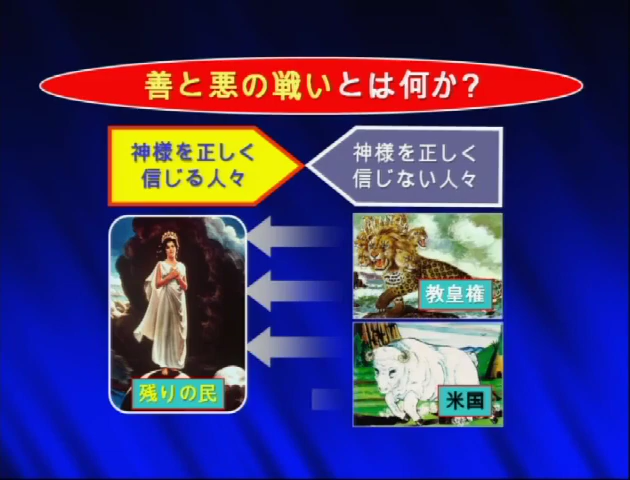 善と悪の戦いとは何か?
神様を正しく
信じる人々
神様を正しく
信じない人々
教皇権
残りの民
米国